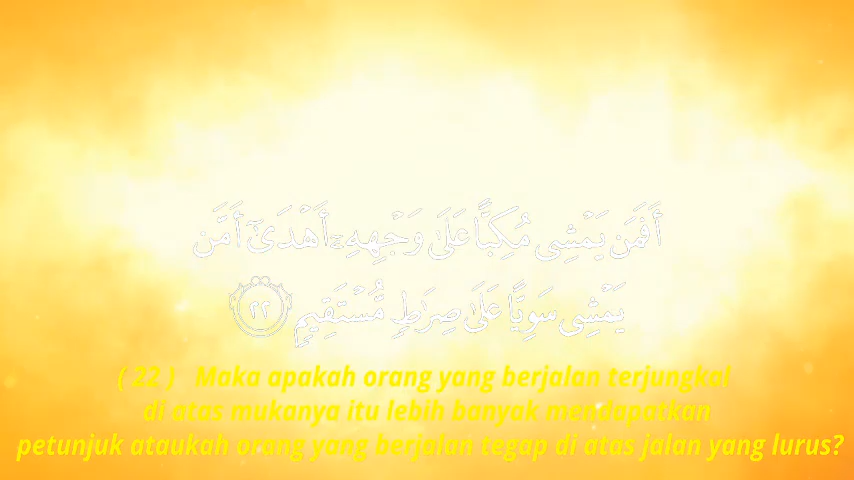 أَفَمَن يَمْشِى مُكِبًّا عَلَىٰ وَجْهِهِۦٓ أَهْدَىٰٓ أَمَّن
يَمْشِى سَوِيًّا عَلَىٰ صِرَٰطٍ مُّسْتَقِيمٍ ٢٢
( 22 ) Maka apakah orang yang berjalan terjungkal
di atas mukanya itu lebih banyak mendapatkan
petunjuk ataukah orang yang berjalan tegap di atas jalan yang lurus?